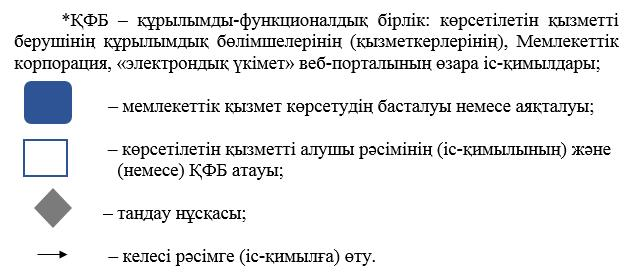 *ҚФБ – құрылымды-функционалдық бірлік: көрсетілетін қызметті
берушінің құрылымдық бөлімшелерінің (қызметкерлерінің), Мемлекеттік
корпорация, «электрондық үкімет» веб-порталының өзара іс-қимылдары;
– мемлекеттік қызмет көрсетудің басталуы немесе аяқталуы;
– көрсетілетін қызметті алушы рәсімінің (іс-қимылының) және
(немесе) ҚФБ атауы;
– таңдау нұсқасы;
– келесі рәсімге (іс-қимылға) өту.